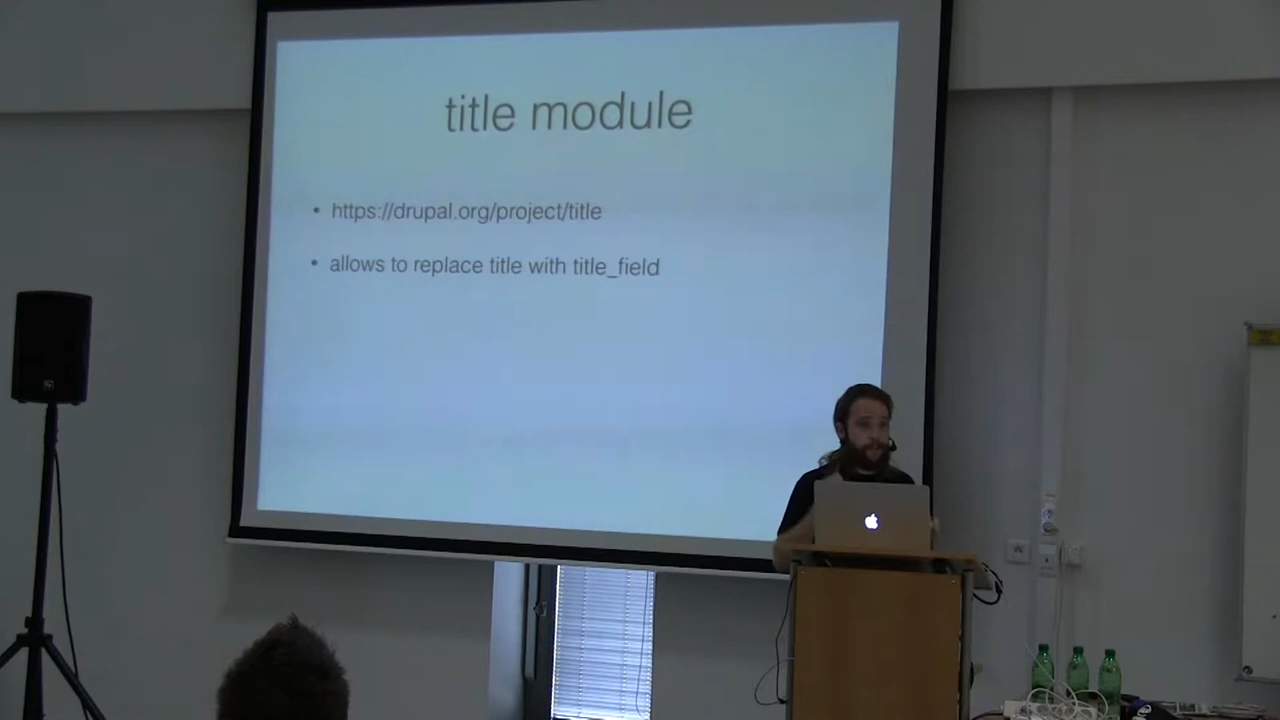 title module
• https://drupal.org/project/title
• allows to replace title with title_field